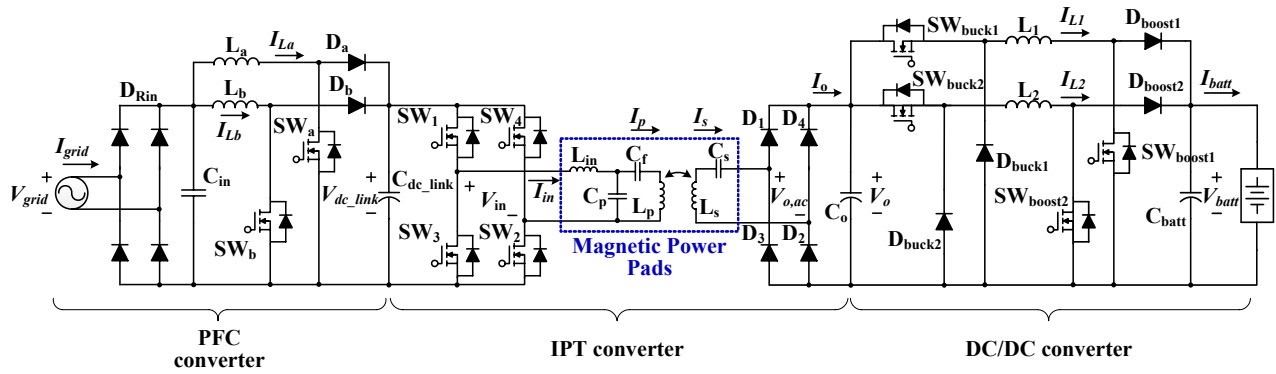 I_grid
V_grid
+
−
D_Rin
L_a
I_La
D_a
L_b
I_Lb
D_b
SW_a
SW_b
C_in
+
V_dc_link
−
C_dc_link
SW_1
SW_4
SW_3
SW_2
+
V_in
−
I_in
L_in
C_f
C_p
L_p
I_p
I_s
C_s
L_s
Magnetic Power
Pads
D_1
D_4
D_3
D_2
+
V_o,ac
−
I_o
C_o
+
V_o
−
SW_buck1
SW_buck2
D_buck1
D_buck2
L_1
I_L1
L_2
I_L2
D_boost1
D_boost2
SW_boost1
SW_boost2
I_batt
C_batt
+
V_batt
−
PFC
converter
IPT converter
DC/DC converter